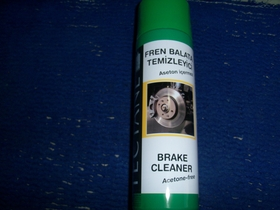 FREN BALATA
TEMİZLEYİCİ
Aseton içermez
BRAKE
CLEANER
Acetone-free